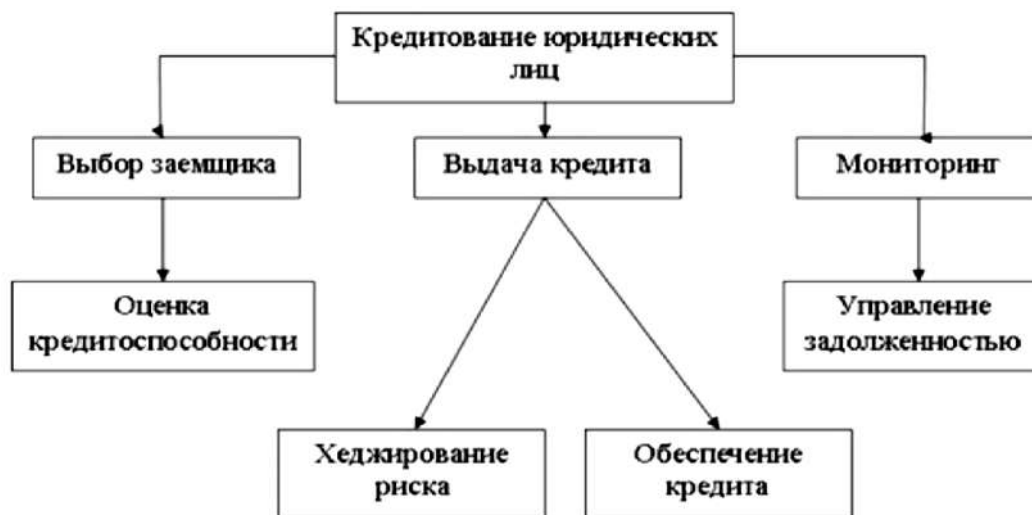 Кредитование юридических
лиц
Выбор заемщика
Выдача кредита
Мониторинг
Оценка
кредитоспособности
Управление
задолженностью
Хеджирование
риска
Обеспечение
кредита